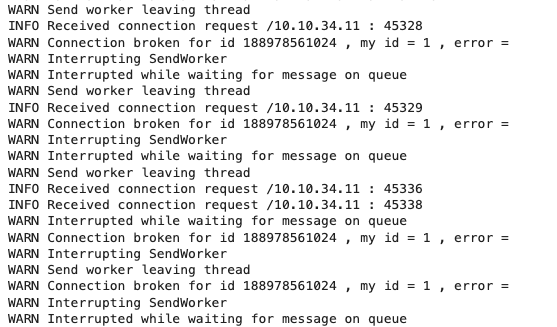 WARN Send worker leaving thread
INFO Received connection request /10.10.34.11 : 45328
WARN Connection broken for id 188978561024 , my id = 1 , error =
WARN Interrupting SendWorker
WARN Interrupted while waiting for message on queue
WARN Send worker leaving thread
INFO Received connection request /10.10.34.11 : 45329
WARN Connection broken for id 188978561024 , my id = 1 , error =
WARN Interrupting SendWorker
WARN Interrupted while waiting for message on queue
WARN Send worker leaving thread
INFO Received connection request /10.10.34.11 : 45336
INFO Received connection request /10.10.34.11 : 45338
WARN Interrupted while waiting for message on queue
WARN Connection broken for id 188978561024 , my id = 1 , error =
WARN Interrupting SendWorker
WARN Send worker leaving thread
WARN Connection broken for id 188978561024 , my id = 1 , error =
WARN Interrupting SendWorker
WARN Interrupted while waiting for message on queue